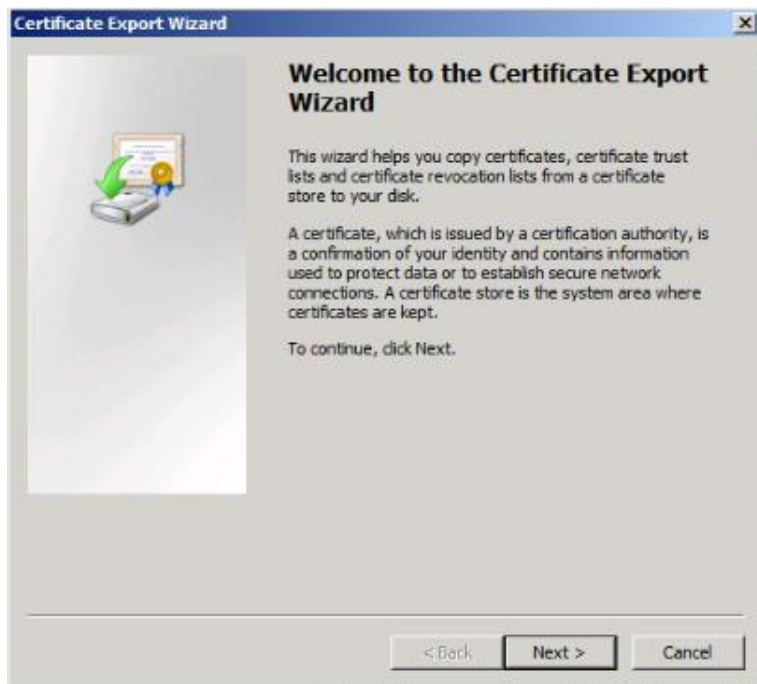 Certificate Export Wizard
Welcome to the Certificate Export
Wizard
This wizard helps you copy certificates, certificate trust
lists and certificate revocation lists from a certificate
store to your disk.
A certificate, which is issued by a certification authority, is
a confirmation of your identity and contains information
used to protect data or to establish secure network
connections. A certificate store is the system area where
certificates are kept.
To continue, click Next.
< Back
Next >
Cancel